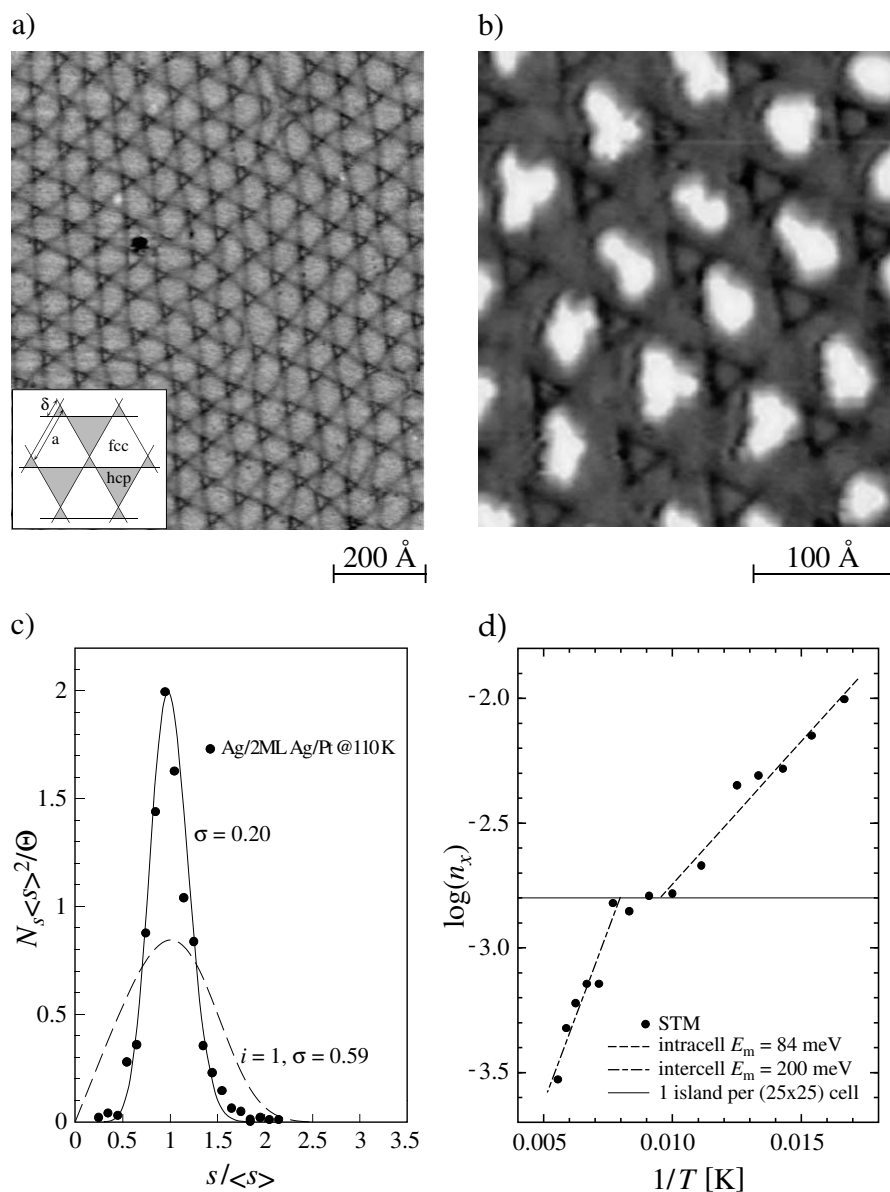 a)
b)
δ
a
fcc
hcp
200 Å
100 Å
c)
d)
2
1.5
1
0.5
0
N_s<s>²/Θ
● Ag/2ML Ag/Pt @110 K
σ = 0.20
i = 1, σ = 0.59
0
0.5
1
1.5
2
2.5
3
3.5
s/<s>
-2.0
-2.5
-3.0
-3.5
log(n_x)
● STM
intracell E_m = 84 meV
intercell E_m = 200 meV
1 island per (25x25) cell
0.005
0.010
0.015
1/T [K]